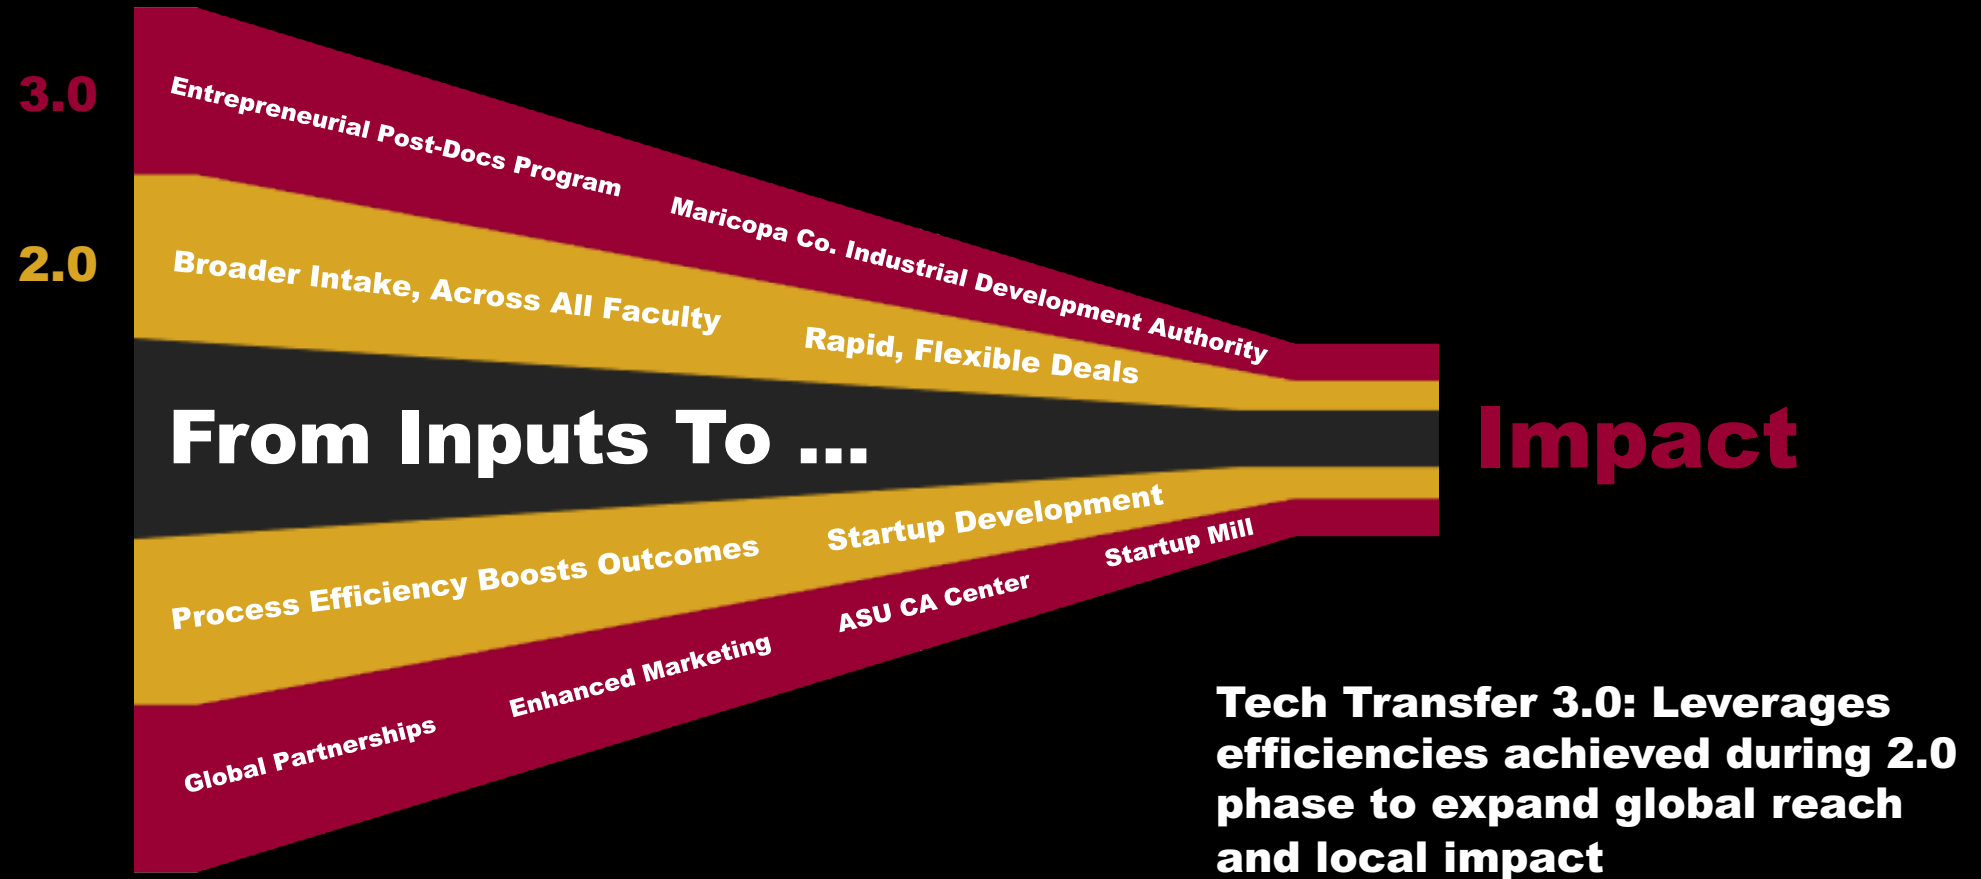 3.0
Entrepreneurial Post-Docs Program
Maricopa Co. Industrial Development Authority
2.0
Broader Intake, Across All Faculty
Rapid, Flexible Deals
From Inputs To ...
Impact
Process Efficiency Boosts Outcomes
Startup Development
Global Partnerships
Enhanced Marketing
ASU CA Center
Startup Mill
Tech Transfer 3.0: Leverages
efficiencies achieved during 2.0
phase to expand global reach
and local impact